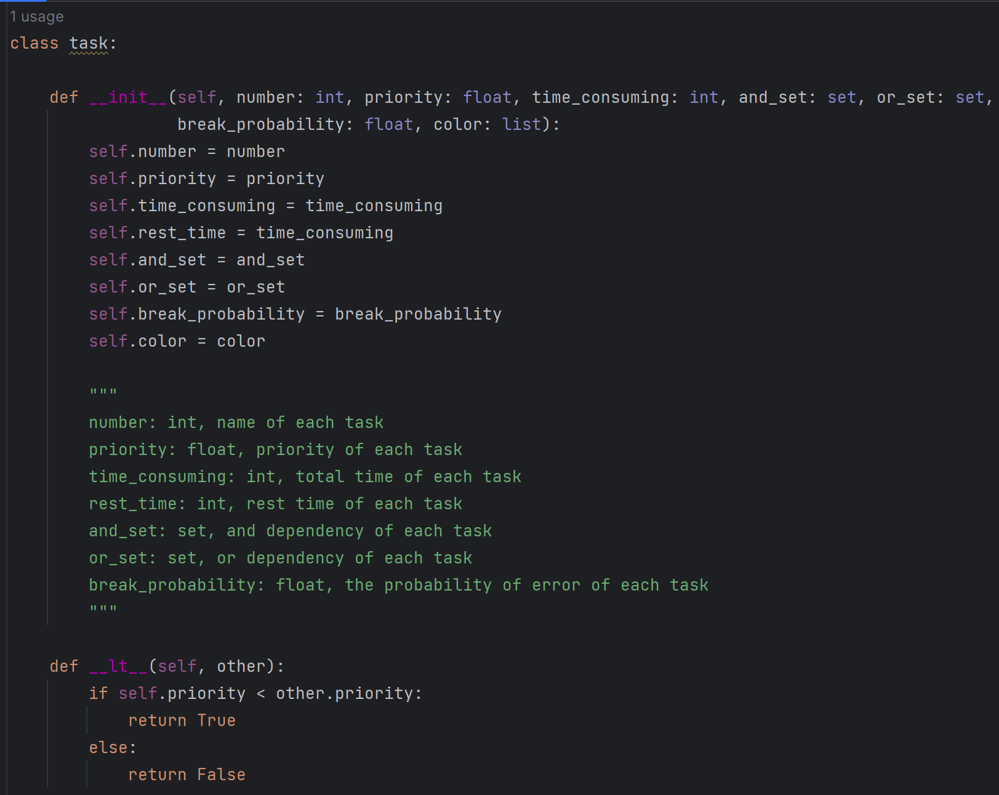 1 usage
class task:
def __init__(self, number: int, priority: float, time_consuming: int, and_set: set, or_set: set,
break_probability: float, color: list):
self.number = number
self.priority = priority
self.time_consuming = time_consuming
self.rest_time = time_consuming
self.and_set = and_set
self.or_set = or_set
self.break_probability = break_probability
self.color = color
"""
number: int, name of each task
priority: float, priority of each task
time_consuming: int, total time of each task
rest_time: int, rest time of each task
and_set: set, and dependency of each task
or_set: set, or dependency of each task
break_probability: float, the probability of error of each task
"""
def __lt__(self, other):
if self.priority < other.priority:
return True
else:
return False